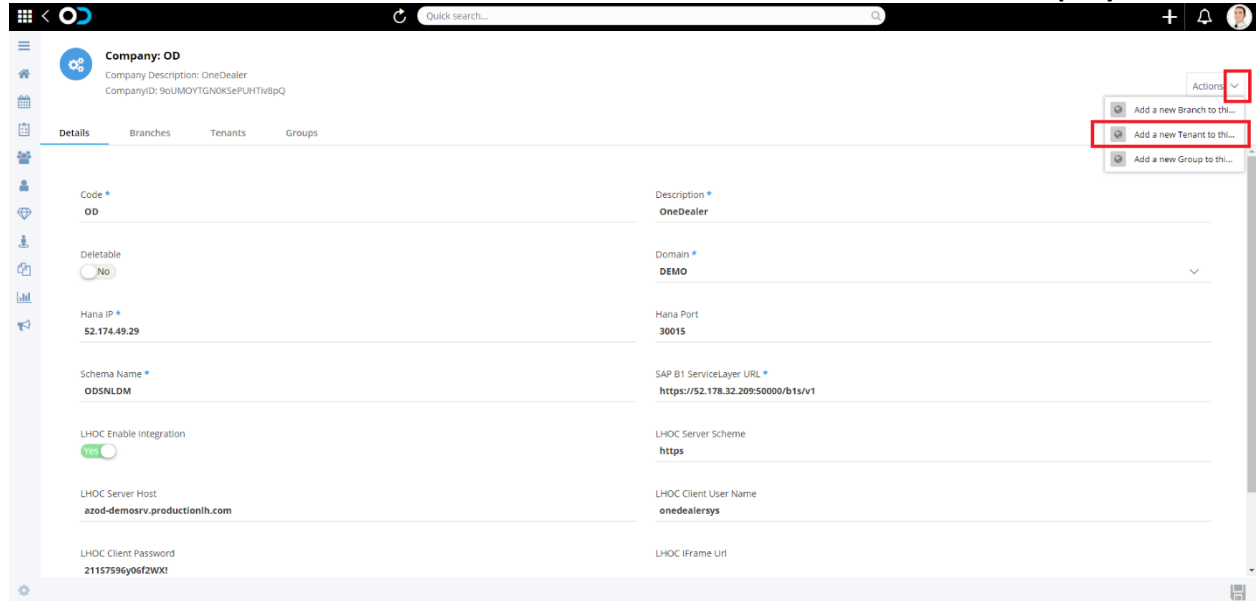 Quick search...
Company: OD
Company Description: OneDealer
CompanyID: 9oUMOYTGN0KSePUHTiv8pQ
Actions
Add a new Branch to thi...
Add a new Tenant to thi...
Add a new Group to thi...
Details Branches Tenants Groups
Code * Description *
OD OneDealer
Deletable Domain *
No DEMO
Hana IP * Hana Port
52.174.49.29 30015
Schema Name * SAP B1 ServiceLayer URL *
ODSNLDM https://52.178.32.209:50000/b1s/v1
LHOC Enable Integration LHOC Server Scheme
Yes https
LHOC Server Host LHOC Client User Name
azod-demosrv.productionlh.com onedealersys
LHOC Client Password LHOC IFrame Url
21157596y06f2WX!